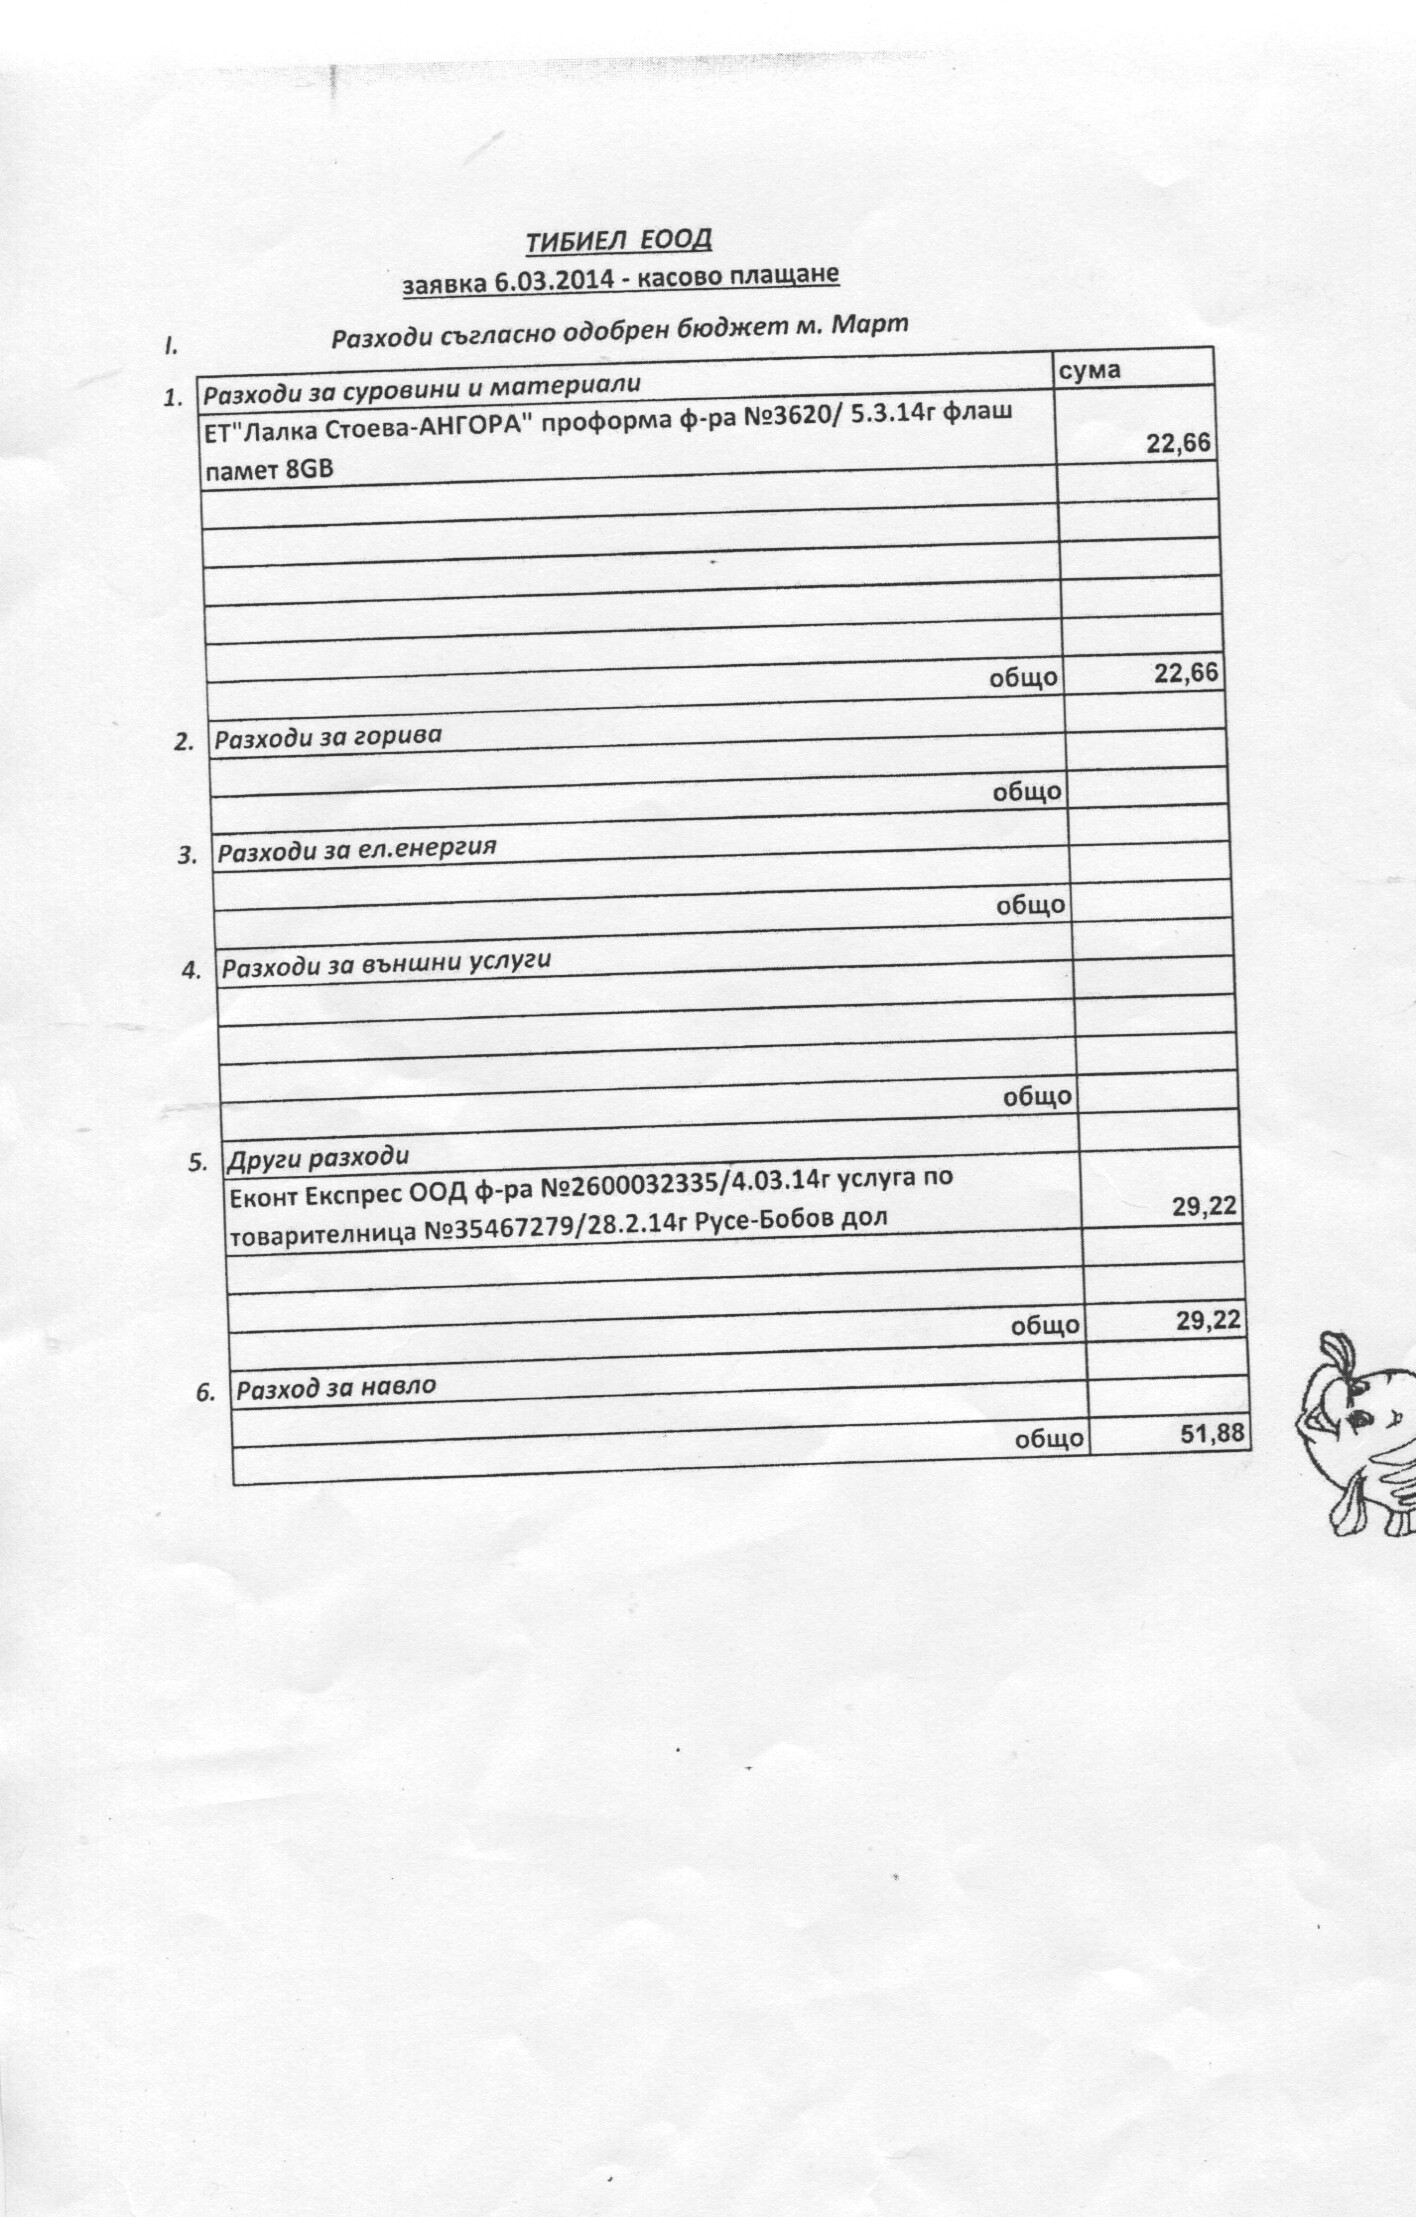 ТИБИЕЛ ЕООД
заявка 6.03.2014 - касово плащане
I. Разходи съгласно одобрен бюджет м. Март
1. Разходи за суровини и материали сума
ЕТ"Лалка Стоева-АНГОРА" проформа ф-ра №3620/ 5.3.14г флаш
памет 8GB 22,66
общо 22,66
2. Разходи за горива
общо
3. Разходи за ел.енергия
общо
4. Разходи за външни услуги
общо
5. Други разходи
Еконт Експрес ООД ф-ра №2600032335/4.03.14г услуга по
товарителница №35467279/28.2.14г Русе-Бобов дол 29,22
общо 29,22
6. Разход за навло
общо 51,88